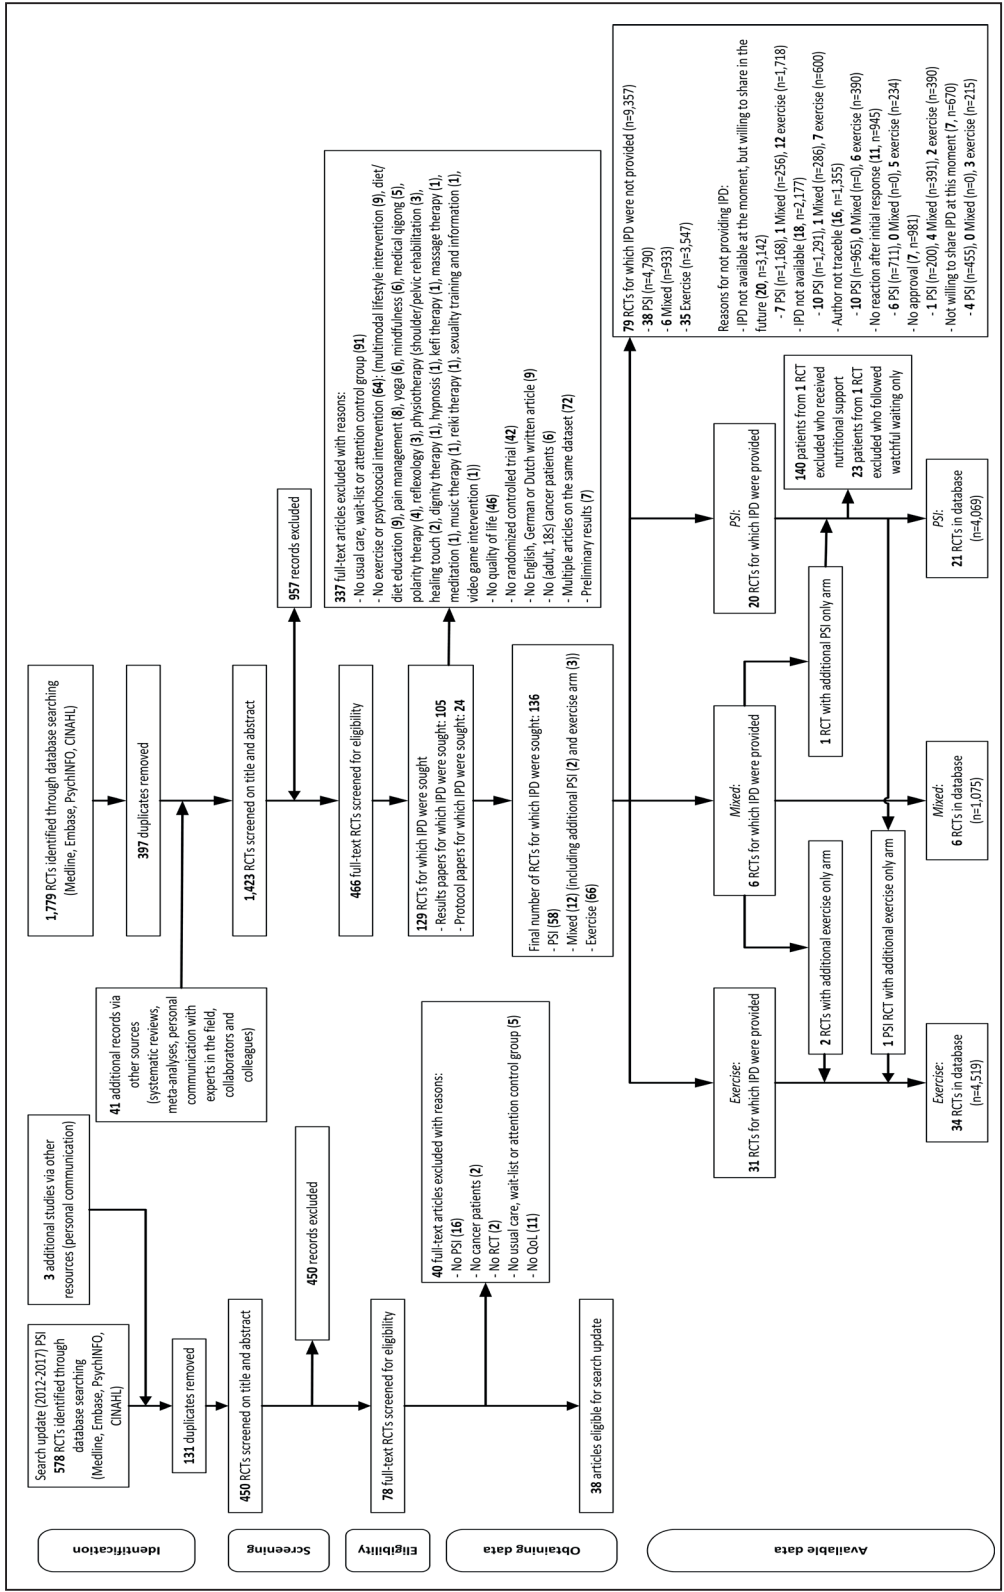 Identification
Screening
Eligibility
Obtaining data
Available data
Search update (2012-2017) PSI
578 RCTs identified through
database searching
(Medline, Embase, PsychINFO,
CINAHL)
3 additional studies via other
resources (personal communication)
131 duplicates removed
450 RCTs screened on title and abstract
450 records excluded
78 full-text RCTs screened for eligibility
40 full-text articles excluded with reasons:
- No PSI (16)
- No cancer patients (2)
- No RCT (2)
- No usual care, wait-list or attention control group (5)
- No QoL (11)
38 articles eligible for search update
1,779 RCTs identified through database searching
(Medline, Embase, PsychINFO, CINAHL)
41 additional records via
other sources
(systematic reviews,
meta-analyses, personal
communication with
experts in the field,
collaborators and
colleagues)
397 duplicates removed
1,423 RCTs screened on title and abstract
957 records excluded
466 full-text RCTs screened for eligibility
337 full-text articles excluded with reasons:
- No usual care, wait-list or attention control group (91)
- No exercise or psychosocial intervention (64): (multimodal lifestyle intervention (9), diet/
diet education (9), pain management (8), yoga (6), mindfulness (6), medical qigong (5)
polarity therapy (4), reflexology (3), physiotherapy (shoulder/pelvic rehabilitation (3),
healing touch (2), dignity therapy (1), hypnosis (1), kefi therapy (1), massage therapy (1),
meditation (1), music therapy (1), reiki therapy (1), sexuality training and information (1),
video game intervention (1))
- No quality of life (46)
- No randomized controlled trial (42)
- No English, German or Dutch written article (9)
- No (adult, 18≤) cancer patients (6)
- Multiple articles on the same dataset (72)
- Preliminary results (7)
129 RCTs for which IPD were sought
- Results papers for which IPD were sought: 105
- Protocol papers for which IPD were sought: 24
Final number of RCTs for which IPD were sought: 136
- PSI (58)
- Mixed (12) (including additional PSI (2) and exercise arm (3))
- Exercise (66)
79 RCTs for which IPD were not provided (n=9,357)
- 38 PSI (n=4,790)
- 6 Mixed (n=933)
- 35 Exercise (n=3,547)
Reasons for not providing IPD:
- IPD not available at the moment, but willing to share in the
future (20, n=3,142)
- 7 PSI (n=1,168), 1 Mixed (n=256), 12 exercise (n=1,718)
- IPD not available (18, n=2,177)
- 10 PSI (n=1,291), 1 Mixed (n=286), 7 exercise (n=600)
- Author not traceble (16, n=1,355)
- 10 PSI (n=965), 0 Mixed (n=0), 6 exercise (n=390)
- No reaction after initial response (11, n=945)
- 6 PSI (n=711), 0 Mixed (n=0), 5 exercise (n=234)
- No approval (7, n=981)
- 1 PSI (n=200), 4 Mixed (n=391), 2 exercise (n=390)
- Not willing to share IPD at this moment (7, n=670)
- 4 PSI (n=455), 0 Mixed (n=0), 3 exercise (n=215)
Exercise:
31 RCTs for which IPD were provided
Mixed:
6 RCTs for which IPD were provided
PSI:
20 RCTs for which IPD were provided
2 RCTs with additional exercise only arm
1 RCT with additional PSI only arm
140 patients from 1 RCT
excluded who received
nutritional support
23 patients from 1 RCT
excluded who followed
watchful waiting only
1 PSI RCT with additional exercise only arm
Exercise:
34 RCTs in database
(n=4,519)
Mixed:
6 RCTs in database
(n=1,075)
PSI:
21 RCTs in database
(n=4,069)